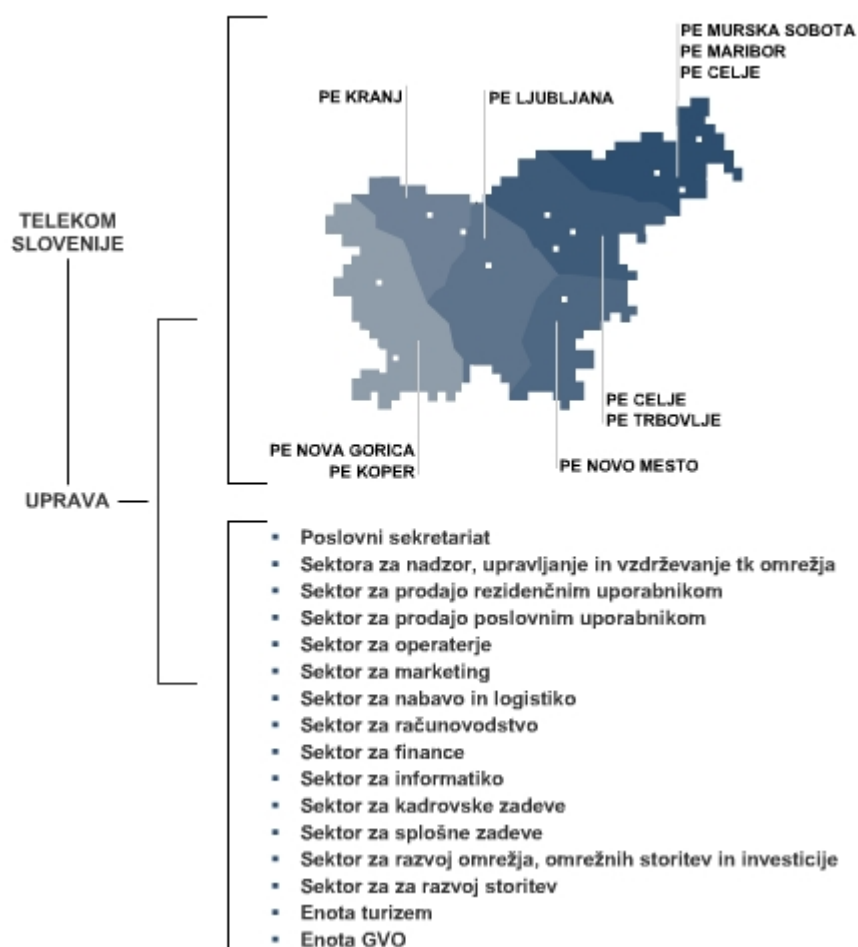 PE MURSKA SOBOTA
PE MARIBOR
PE CELJE
PE KRANJ
PE LJUBLJANA
TELEKOM
SLOVENIJE
PE CELJE
PE TRBOVLJE
PE NOVA GORICA
PE KOPER
PE NOVO MESTO
UPRAVA
Poslovni sekretariat
Sektora za nadzor, upravljanje in vzdrževanje tk omrežja
Sektor za prodajo rezidenčnim uporabnikom
Sektor za prodajo poslovnim uporabnikom
Sektor za operaterje
Sektor za marketing
Sektor za nabavo in logistiko
Sektor za računovodstvo
Sektor za finance
Sektor za informatiko
Sektor za kadrovske zadeve
Sektor za splošne zadeve
Sektor za razvoj omrežja, omrežnih storitev in investicije
Sektor za za razvoj storitev
Enota turizem
Enota GVO